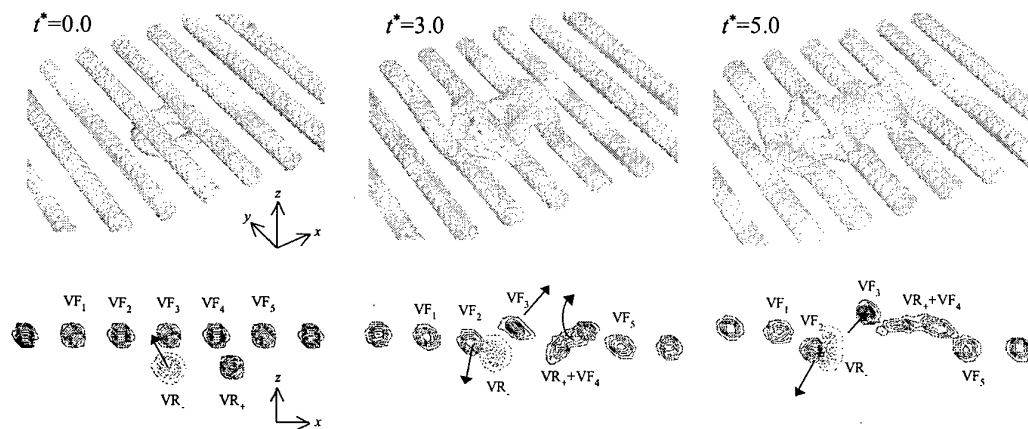 t*=0.0
t*=3.0
t*=5.0
z
y
x
VF₁ VF₂ VF₃ VF₄ VF₅
VR₋ VR₊
z
x
VF₁ VF₂ VF₃ VF₅
VR₋ VR₊+VF₄
VF₁ VF₂ VF₃ VR₊+VF₄
VR₋ VF₅